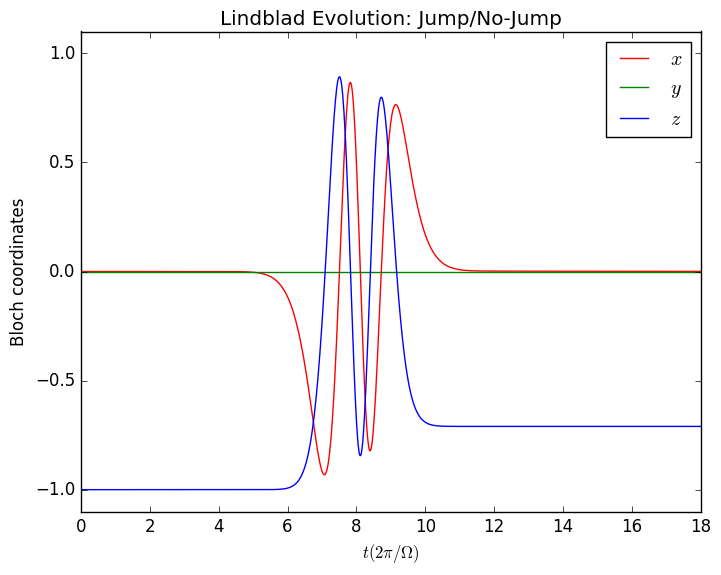 Lindblad Evolution: Jump/No-Jump
1.0
0.5
0.0
−0.5
−1.0
Bloch coordinates
x
y
z
0 2 4 6 8 10 12 14 16 18
t(2π/Ω)